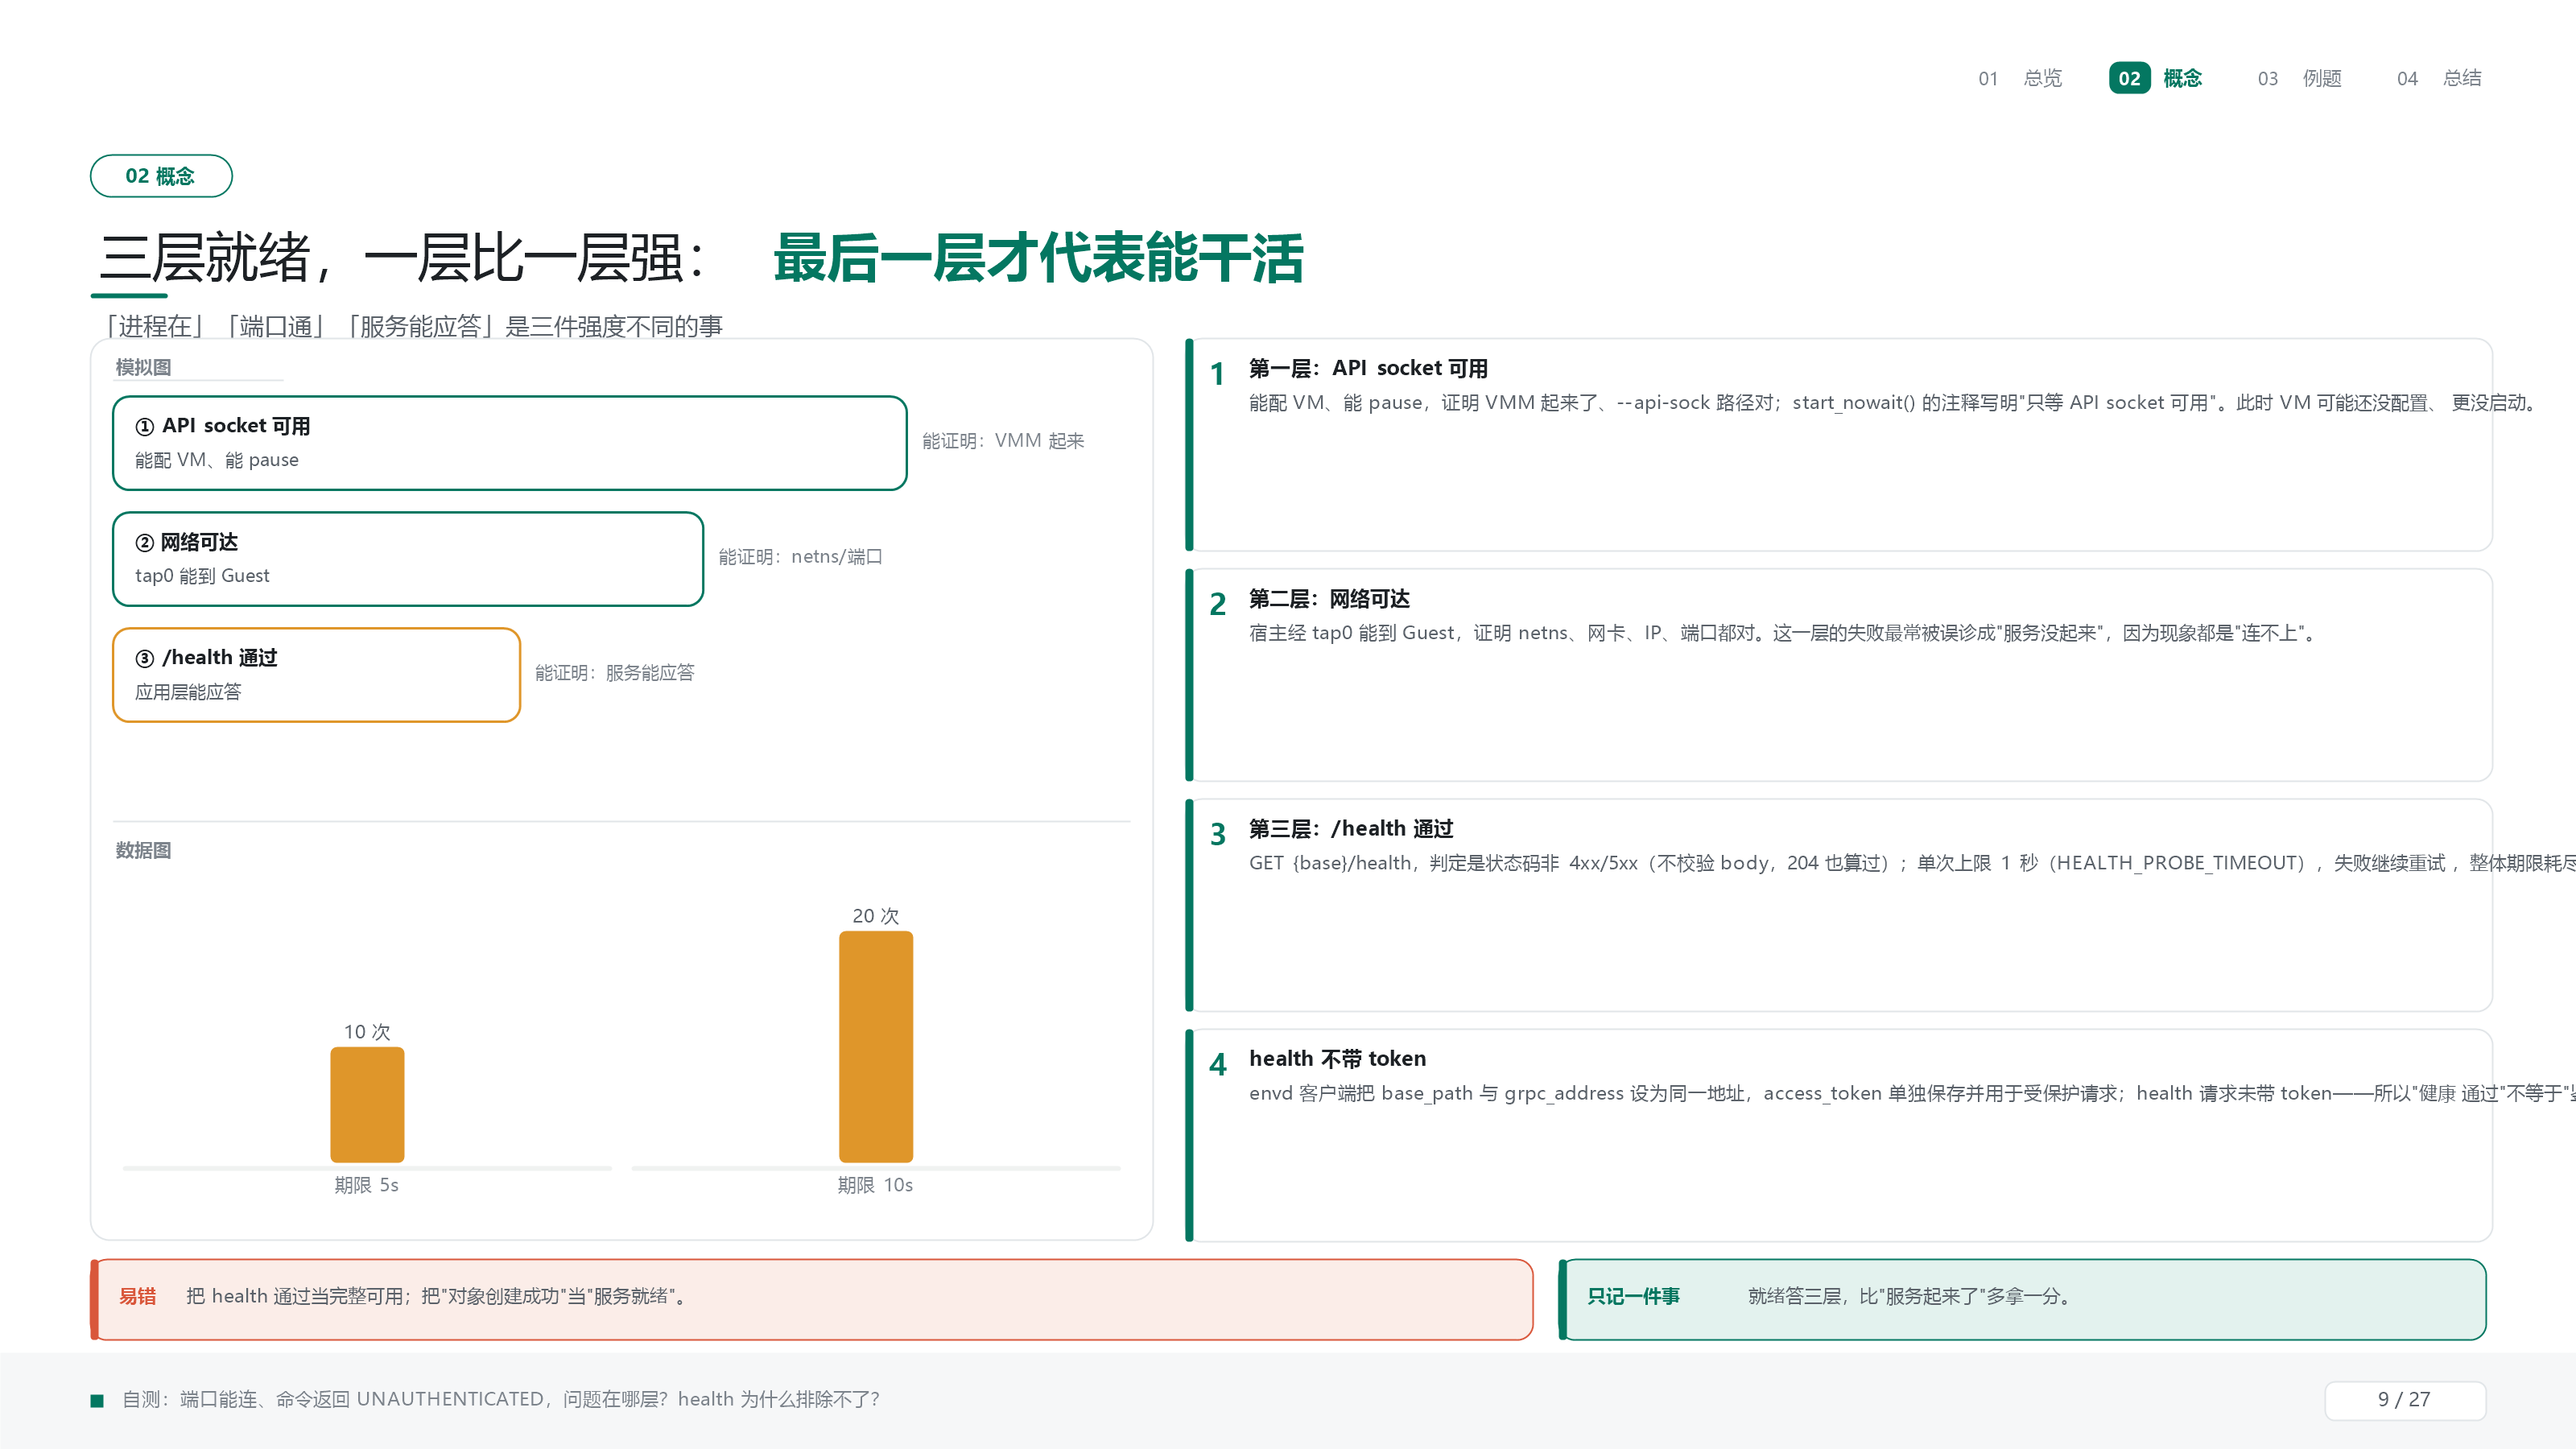 01 总览 02 概念 03 例题 04 总结
02 概念
三层就绪，一层比一层强： 最后一层才代表能干活
「进程在」「端口通」「服务能应答」是三件强度不同的事
模拟图
① API socket 可用
能配 VM、能 pause
能证明：VMM 起来
② 网络可达
tap0 能到 Guest
能证明：netns/端口
③ /health 通过
应用层能应答
能证明：服务能应答
数据图
10 次
20 次
期限 5s
期限 10s
1 第一层：API socket 可用
能配 VM、能 pause，证明 VMM 起来了、--api-sock 路径对；start_nowait() 的注释写明"只等 API socket 可用"。此时 VM 可能还没配置、 更没启动。
2 第二层：网络可达
宿主经 tap0 能到 Guest，证明 netns、网卡、IP、端口都对。这一层的失败最常被误诊成"服务没起来"，因为现象都是"连不上"。
3 第三层：/health 通过
GET {base}/health，判定是状态码非 4xx/5xx（不校验 body，204 也算过）；单次上限 1 秒（HEALTH_PROBE_TIMEOUT），失败继续重试 ，整体期限耗尽
4 health 不带 token
envd 客户端把 base_path 与 grpc_address 设为同一地址，access_token 单独保存并用于受保护请求；health 请求未带 token——所以"健康 通过"不等于"
易错 把 health 通过当完整可用；把"对象创建成功"当"服务就绪"。
只记一件事 就绪答三层，比"服务起来了"多拿一分。
自测：端口能连、命令返回 UNAUTHENTICATED，问题在哪层？health 为什么排除不了？
9 / 27